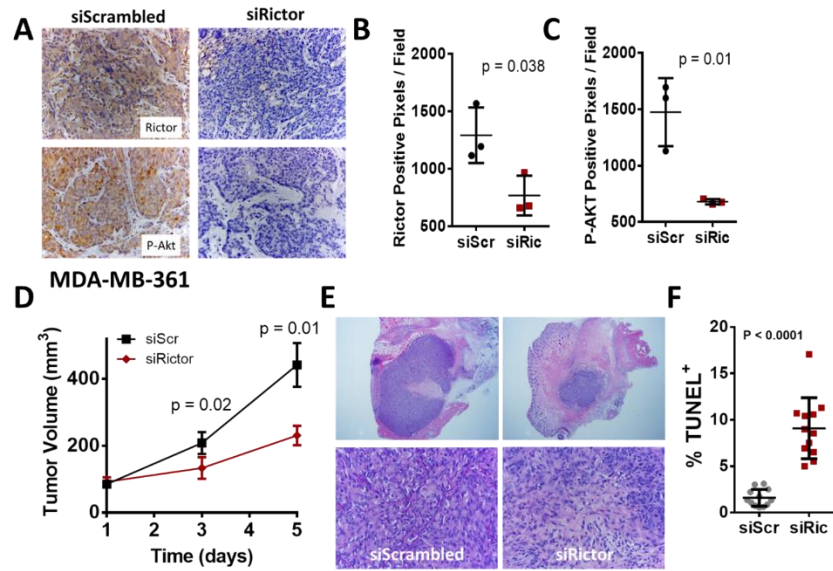 A
siScrambled
siRictor
Rictor
P-Akt
B
Rictor Positive Pixels / Field
2000
1500
1000
500
p = 0.038
siScr
siRic
C
P-AKT Positive Pixels / Field
2000
1500
1000
500
p = 0.01
siScr
siRic
MDA-MB-361
D
Tumor Volume (mm³)
400
200
0
siScr
siRictor
p = 0.02
p = 0.01
1
2
3
4
5
Time (days)
E
siScrambled
siRictor
F
% TUNEL⁺
20
15
10
5
0
P < 0.0001
siScr
siRic